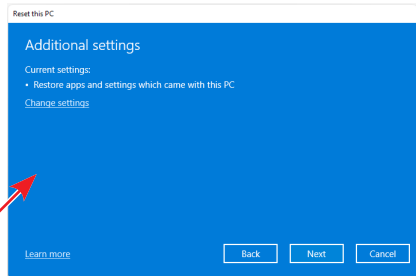 Reset this PC
Additional settings
Current settings:
• Restore apps and settings which came with this PC
Change settings
Learn more
Back
Next
Cancel